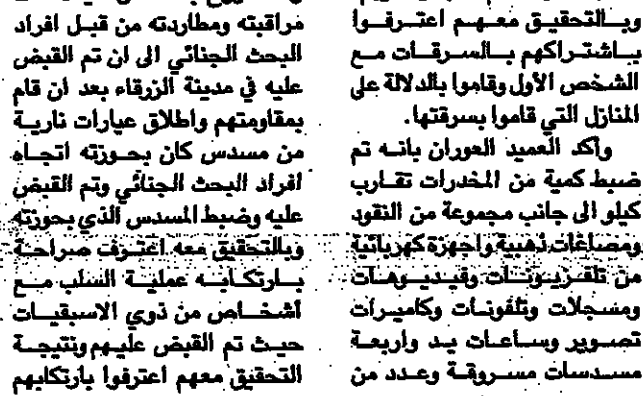 مراقبته ومطاردته من قبل افراد
البحث الجنائي الى ان تم القبض
عليه في مدينة الزرقاء بعد ان قام
بمقاومتهم واطلاق عيارات نارية
من مسدس كان بحوزته اتجاه
افراد البحث الجنائي وتم القبض
عليه وضبط المسدس الذي بحوزته
وبالتحقيق معه اعترف صراحة
بارتكابه عملية السلب مع
أشخاص من ذوي الاسبقيات
حيث تم القبض عليهم ونتيجة
التحقيق معهم اعترفوا بارتكابهم
وبالتحقيق معهم اعترفوا
باشتراكهم بالسرقات مع
الشخص الأول وقاموا بالدلالة على
المنازل التي قاموا بسرقتها.
وأكد العميد العوران بانه تم
ضبط كمية من المخدرات تقارب
كيلو الى جانب مجموعة من النقود
ومصاغات ذهبية واجهزة كهربائية
من تلفزيونات وفيديوهات
ومسجلات وتلفونات وكاميرات
تصوير وساعات يد واربعة
مسدسات مسروقة وعدد من